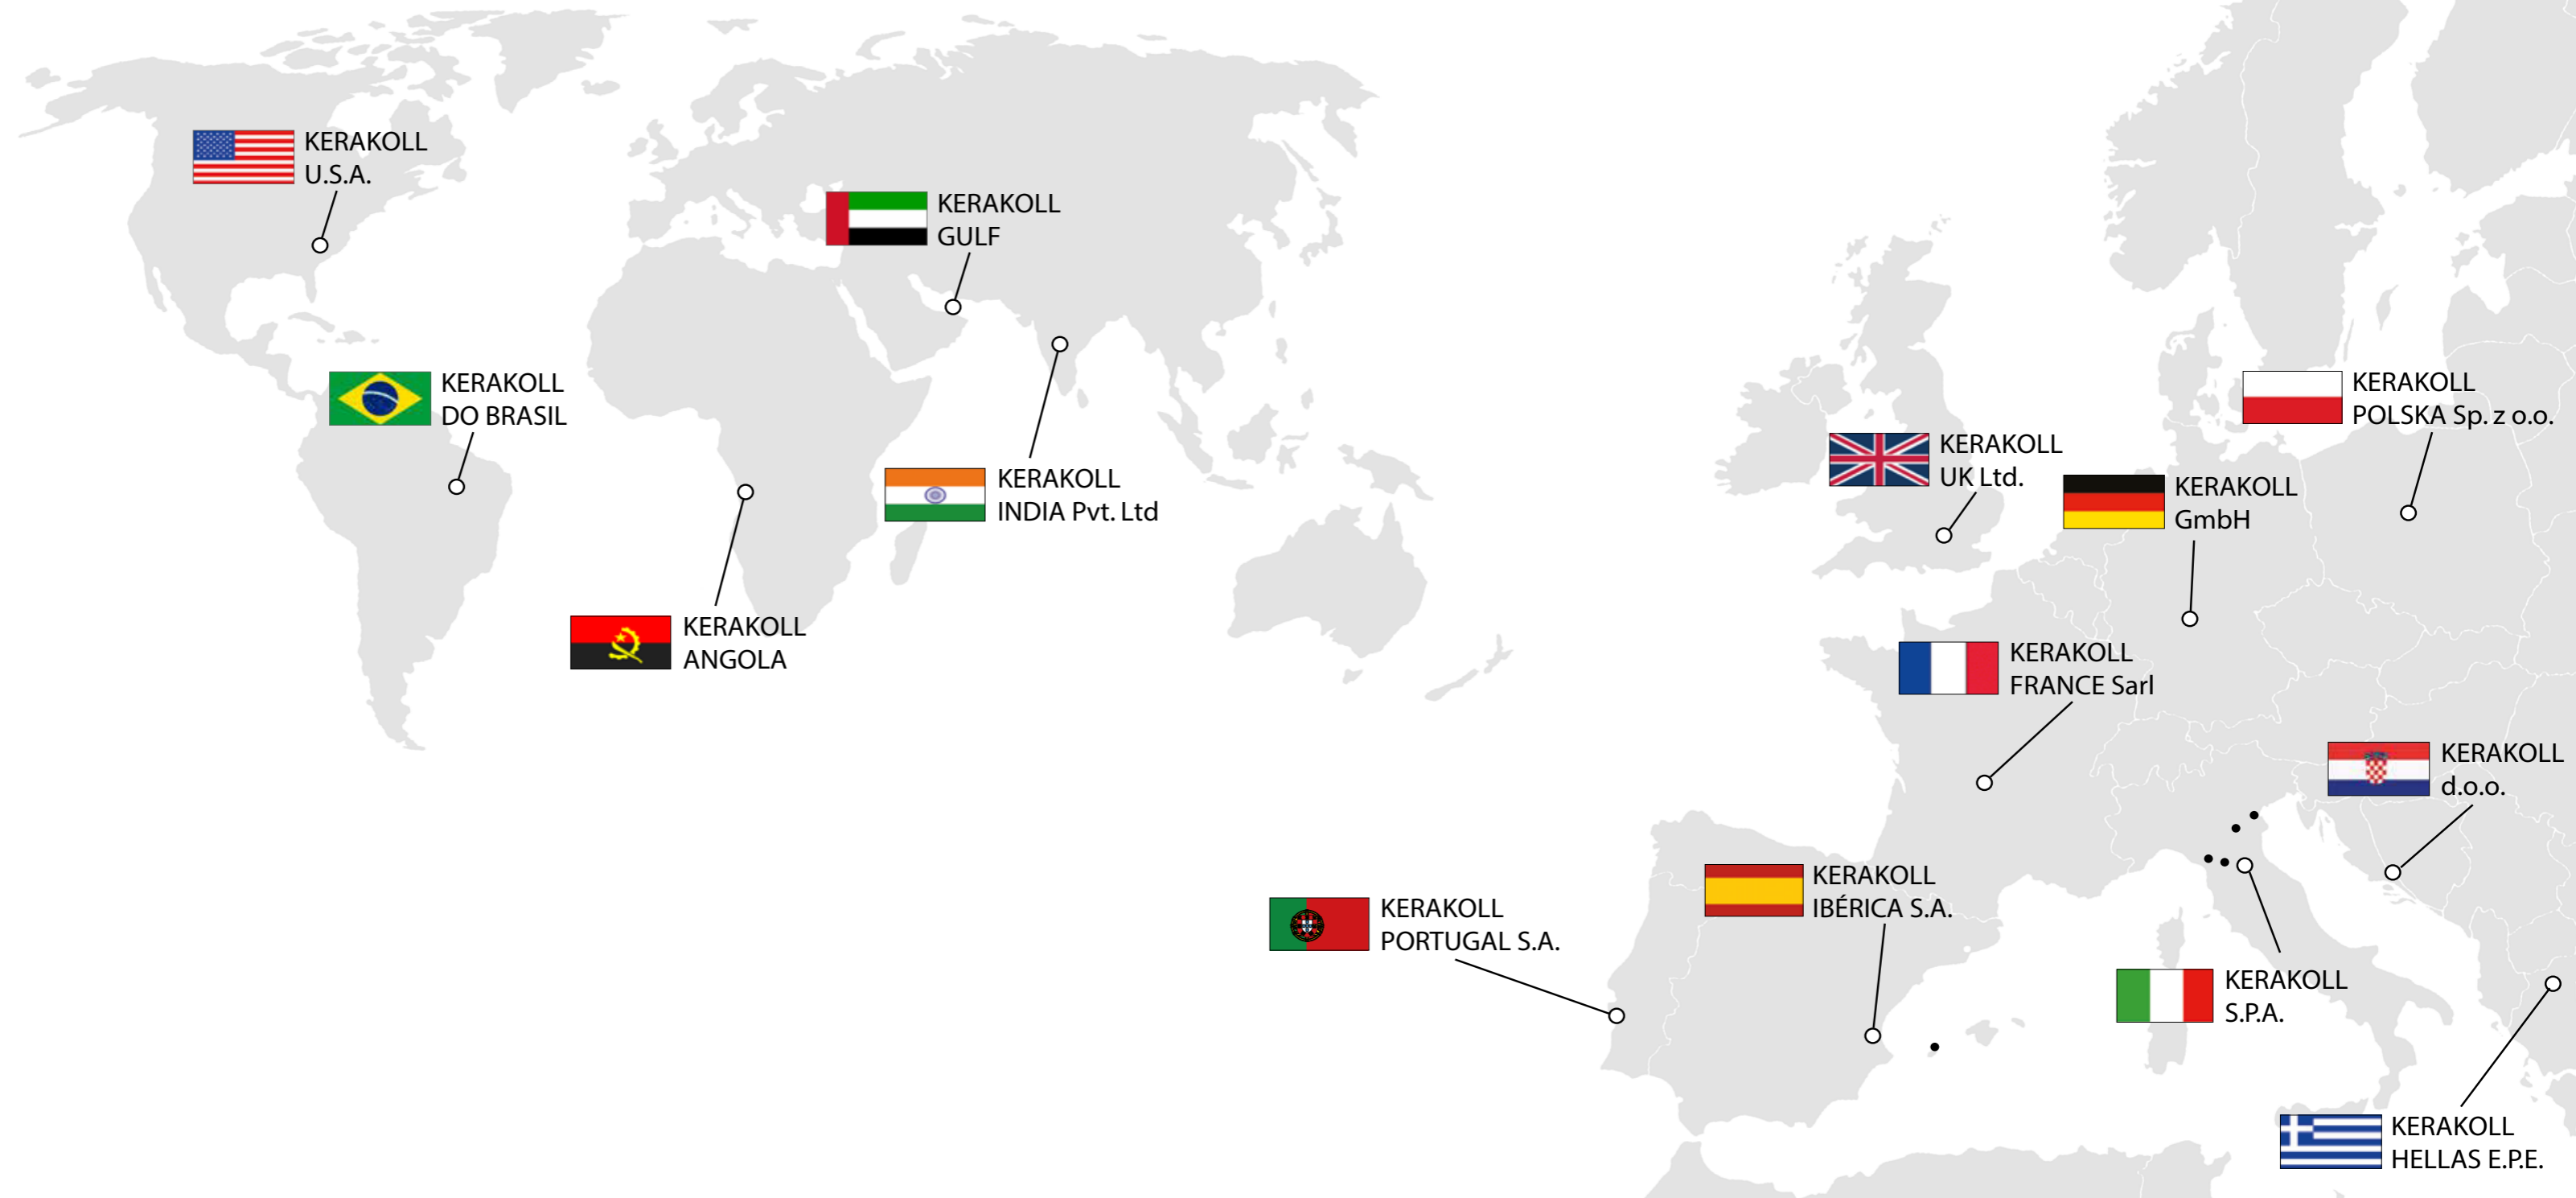 KERAKOLL
U.S.A.
KERAKOLL
GULF
KERAKOLL
DO BRASIL
KERAKOLL
INDIA Pvt. Ltd
KERAKOLL
ANGOLA
KERAKOLL
POLSKA Sp. z o.o.
KERAKOLL
UK Ltd.
KERAKOLL
GmbH
KERAKOLL
FRANCE Sarl
KERAKOLL
d.o.o.
KERAKOLL
IBÉRICA S.A.
KERAKOLL
PORTUGAL S.A.
KERAKOLL
S.P.A.
KERAKOLL
HELLAS E.P.E.